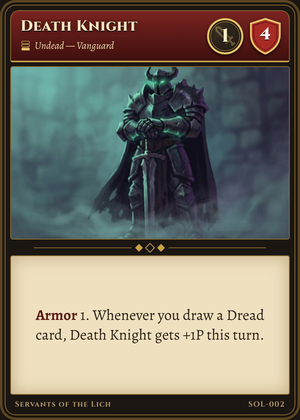 Death Knight
1
4
Undead — Vanguard
Armor 1. Whenever you draw a Dread
card, Death Knight gets +1P this turn.
Servants of the Lich
SOL-002